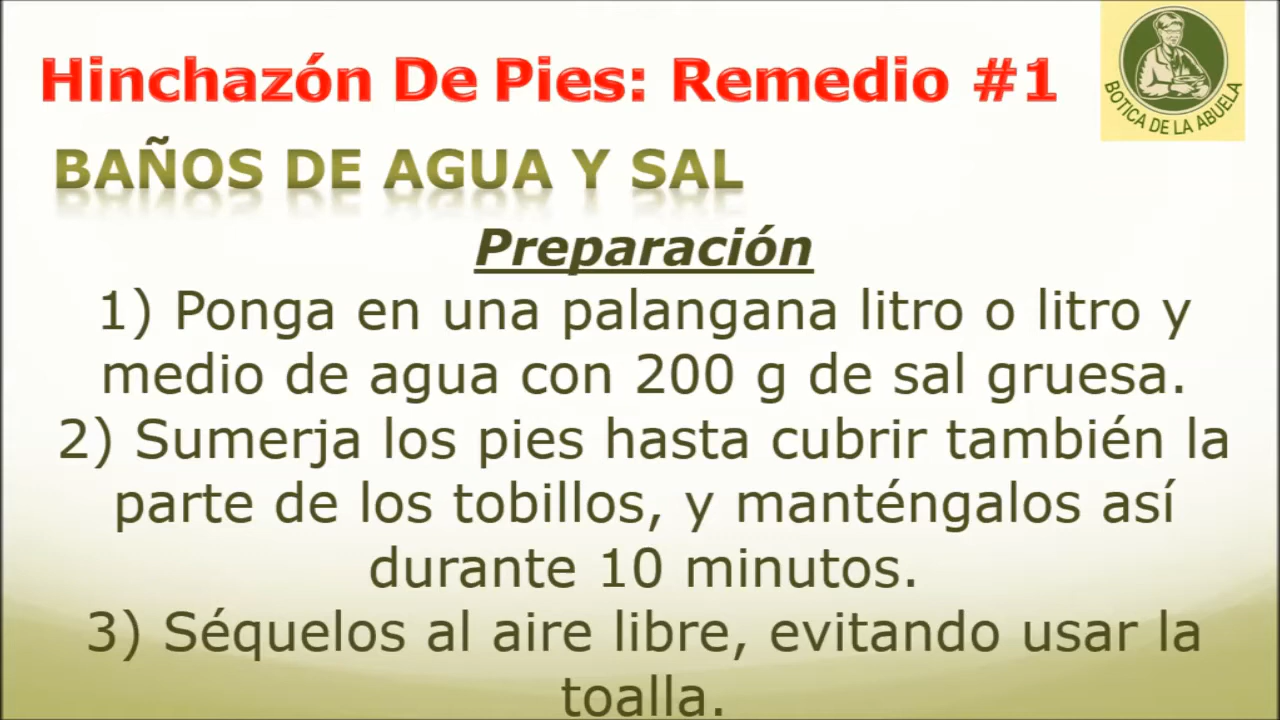 Hinchazón De Pies: Remedio #1
BOTICA DE LA ABUELA
BAÑOS DE AGUA Y SAL
Preparación
1) Ponga en una palangana litro o litro y
medio de agua con 200 g de sal gruesa.
2) Sumerja los pies hasta cubrir también la
parte de los tobillos, y manténgalos así
durante 10 minutos.
3) Séquelos al aire libre, evitando usar la
toalla.